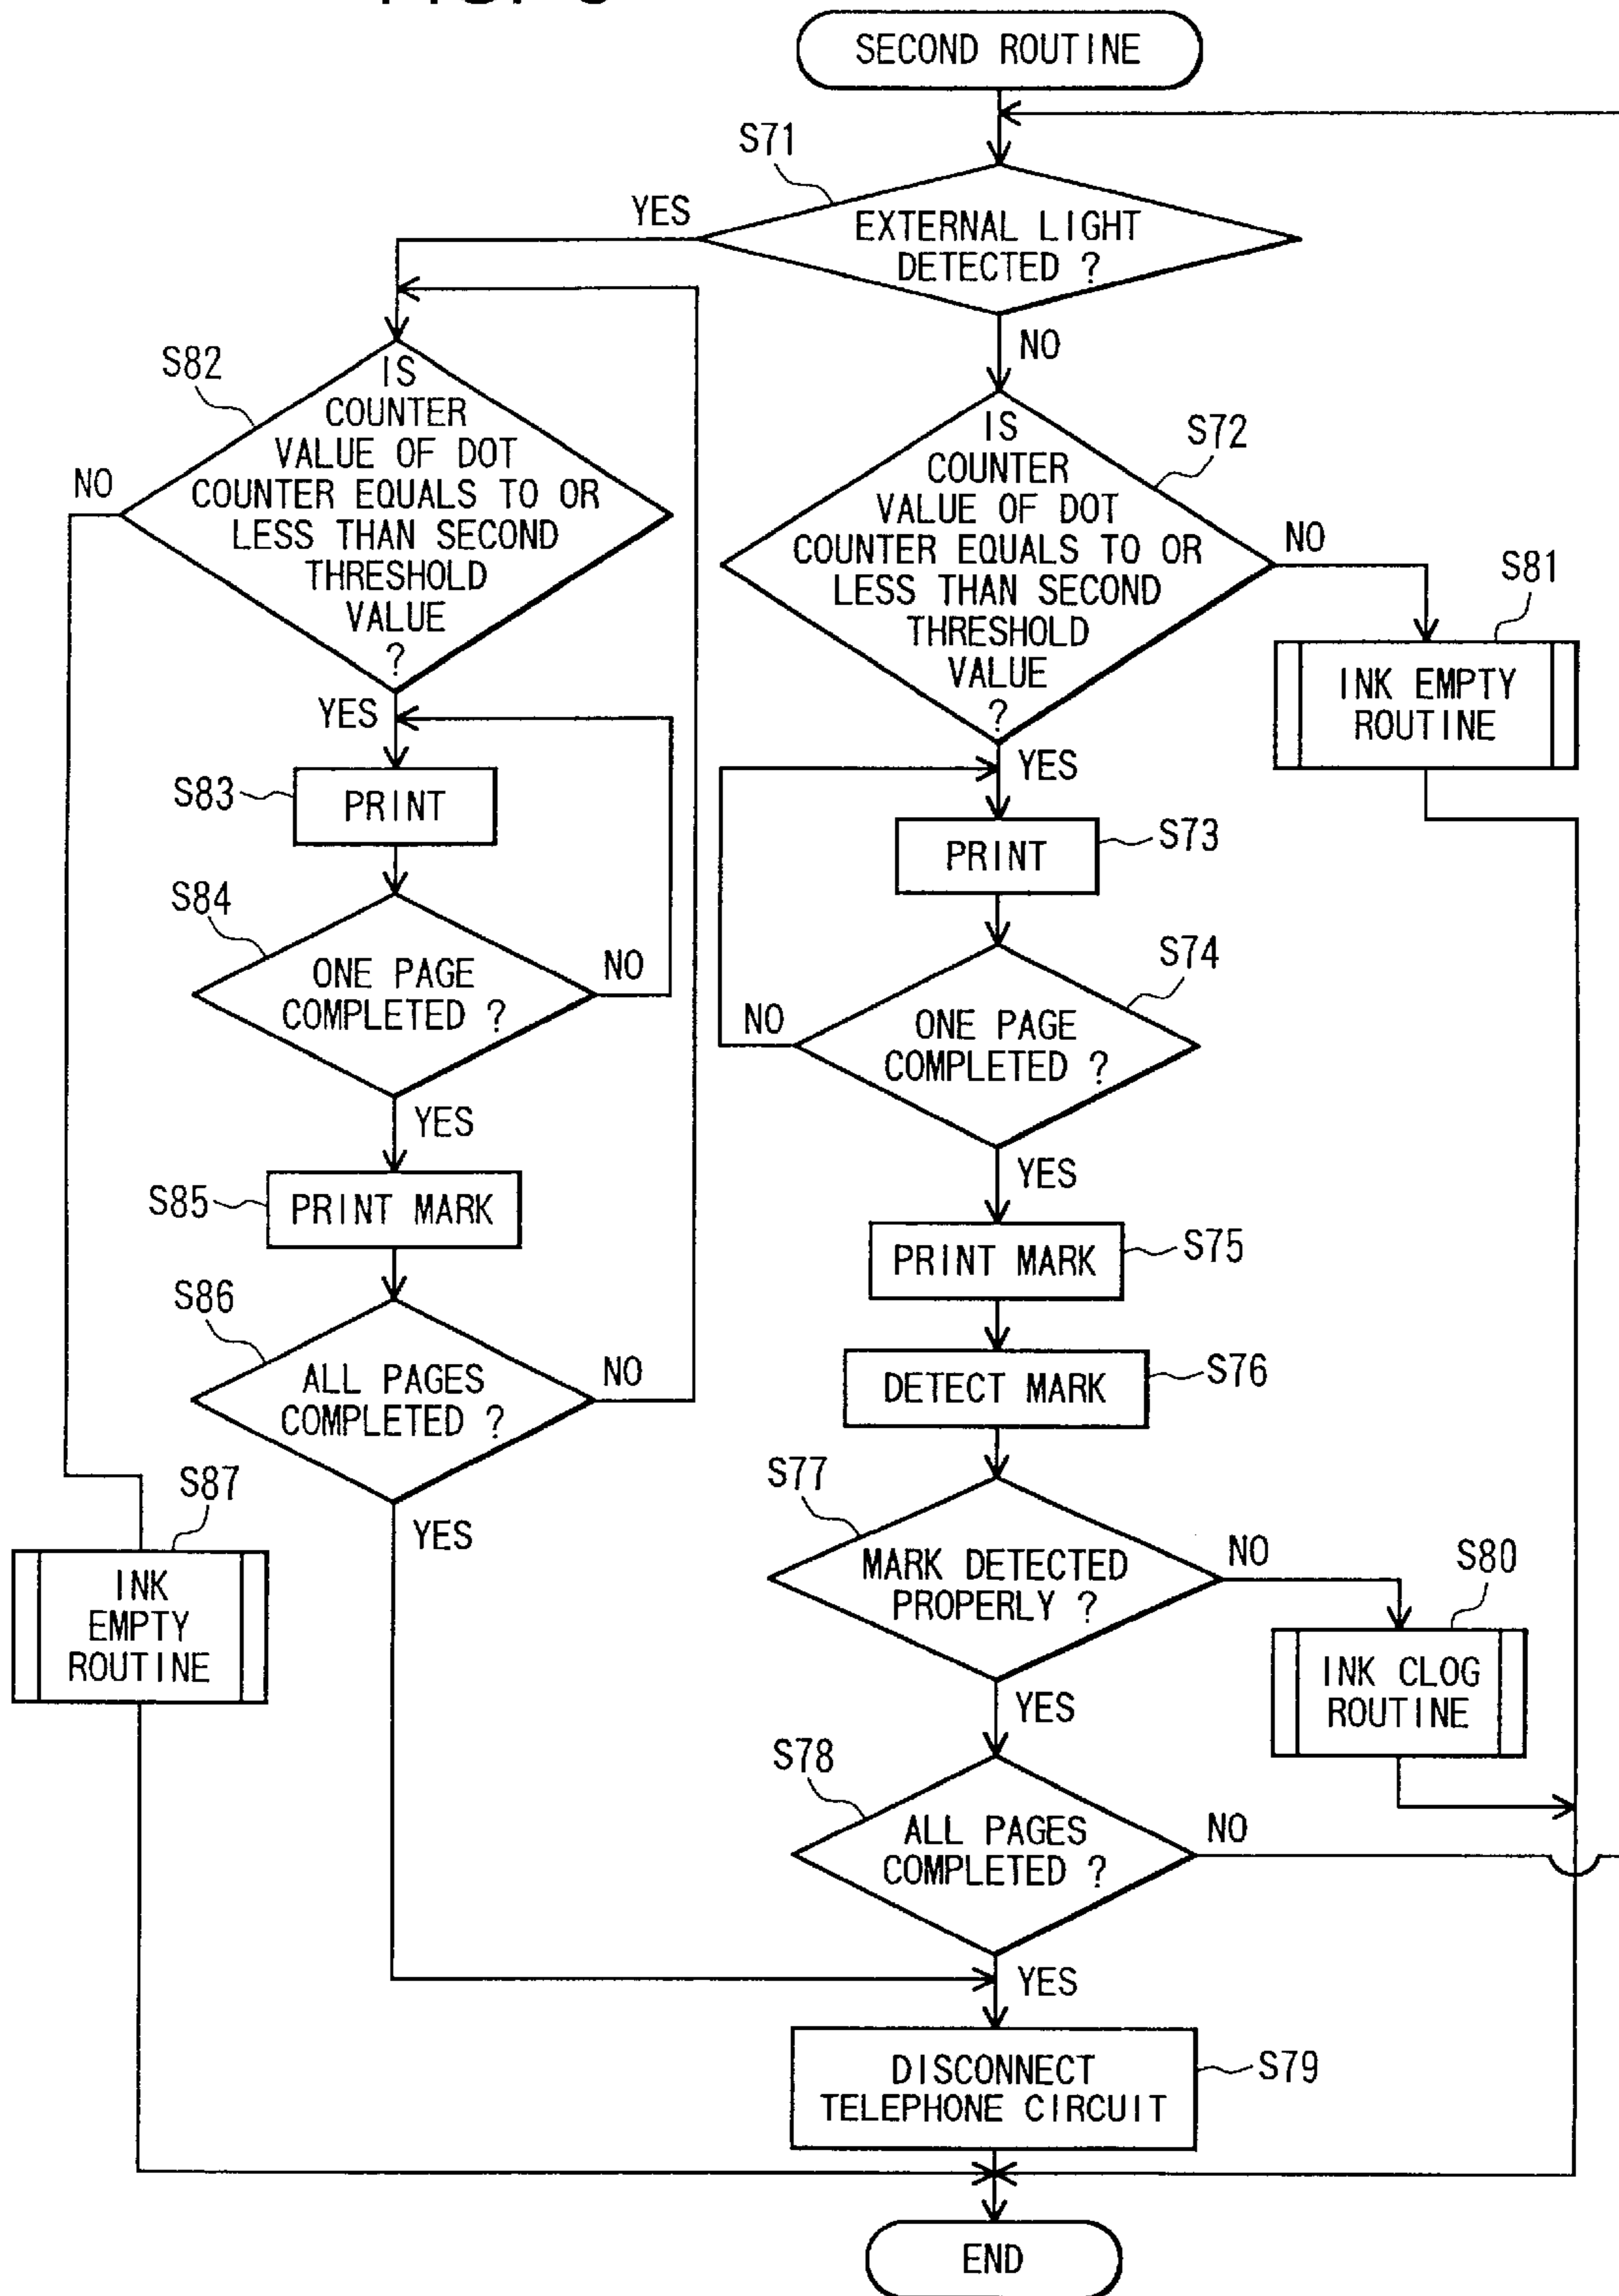 SECOND ROUTINE
S71
YES
EXTERNAL LIGHT
DETECTED ?
NO
S82
IS
COUNTER
VALUE OF DOT
COUNTER EQUALS TO OR
LESS THAN SECOND
THRESHOLD
VALUE
?
NO
YES
S72
IS
COUNTER
VALUE OF DOT
COUNTER EQUALS TO OR
LESS THAN SECOND
THRESHOLD
VALUE
?
NO
YES
S81
INK EMPTY
ROUTINE
S83
PRINT
S73
PRINT
S84
ONE PAGE
COMPLETED ?
NO
YES
S74
ONE PAGE
COMPLETED ?
NO
YES
S85
PRINT MARK
S75
PRINT MARK
S86
ALL PAGES
COMPLETED ?
NO
YES
S76
DETECT MARK
S87
INK
EMPTY
ROUTINE
S77
MARK DETECTED
PROPERLY ?
NO
YES
S80
INK CLOG
ROUTINE
S78
ALL PAGES
COMPLETED ?
NO
YES
DISCONNECT
TELEPHONE CIRCUIT
S79
END